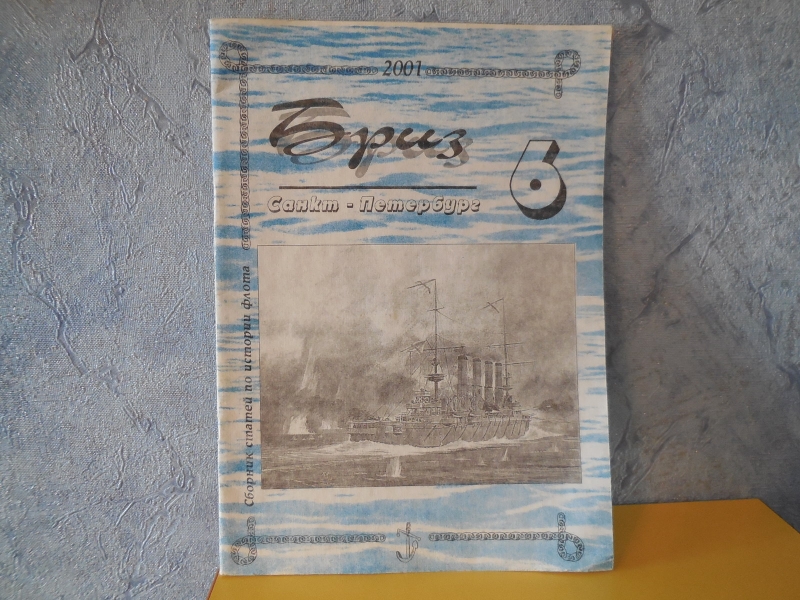 2001
Бриз
6
Санкт - Петербург
Сборник статей по истории флота